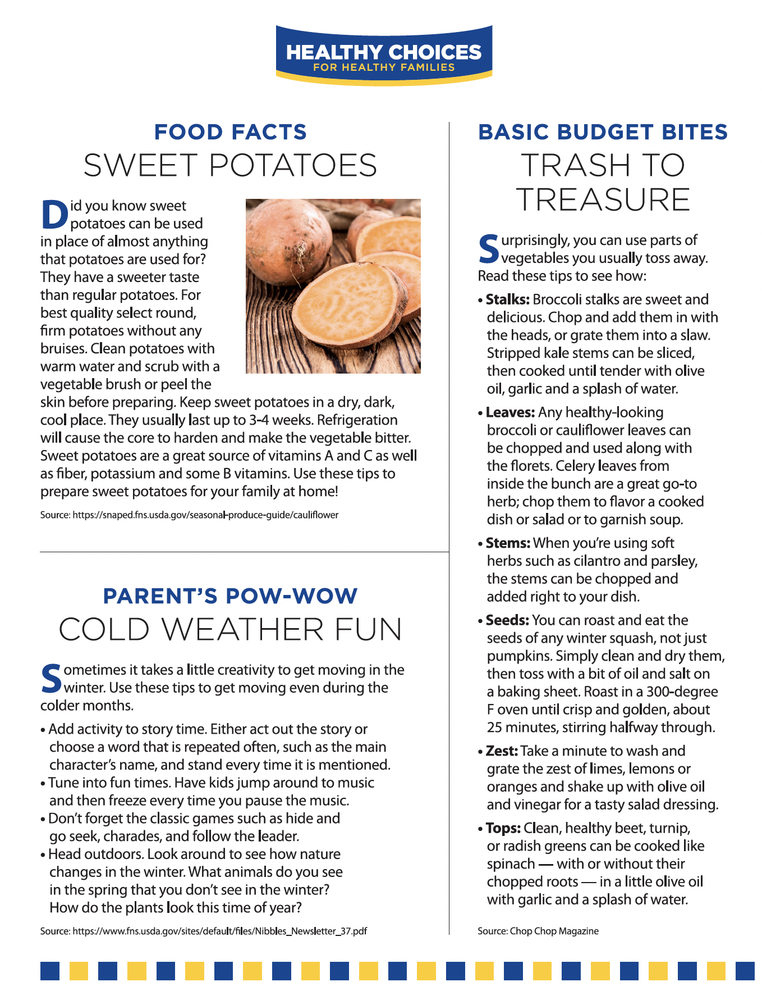 HEALTHY CHOICES
FOR HEALTHY FAMILIES
FOOD FACTS
SWEET POTATOES
Did you know sweet
potatoes can be used
in place of almost anything
that potatoes are used for?
They have a sweeter taste
than regular potatoes. For
best quality select round,
firm potatoes without any
bruises. Clean potatoes with
warm water and scrub with a
vegetable brush or peel the
skin before preparing. Keep sweet potatoes in a dry, dark,
cool place. They usually last up to 3-4 weeks. Refrigeration
will cause the core to harden and make the vegetable bitter.
Sweet potatoes are a great source of vitamins A and C as well
as fiber, potassium and some B vitamins. Use these tips to
prepare sweet potatoes for your family at home!
Source: https://snaped.fns.usda.gov/seasonal-produce-guide/cauliflower
PARENT’S POW-WOW
COLD WEATHER FUN
Sometimes it takes a little creativity to get moving in the
winter. Use these tips to get moving even during the
colder months.
• Add activity to story time. Either act out the story or
choose a word that is repeated often, such as the main
character’s name, and stand every time it is mentioned.
• Tune into fun times. Have kids jump around to music
and then freeze every time you pause the music.
• Don’t forget the classic games such as hide and
go seek, charades, and follow the leader.
• Head outdoors. Look around to see how nature
changes in the winter. What animals do you see
in the spring that you don’t see in the winter?
How do the plants look this time of year?
Source: https://www.fns.usda.gov/sites/default/files/Nibbles_Newsletter_37.pdf
BASIC BUDGET BITES
TRASH TO
TREASURE
Surprisingly, you can use parts of
vegetables you usually toss away.
Read these tips to see how:
• Stalks: Broccoli stalks are sweet and
delicious. Chop and add them in with
the heads, or grate them into a slaw.
Stripped kale stems can be sliced,
then cooked until tender with olive
oil, garlic and a splash of water.
• Leaves: Any healthy-looking
broccoli or cauliflower leaves can
be chopped and used along with
the florets. Celery leaves from
inside the bunch are a great go-to
herb; chop them to flavor a cooked
dish or salad or to garnish soup.
• Stems: When you’re using soft
herbs such as cilantro and parsley,
the stems can be chopped and
added right to your dish.
• Seeds: You can roast and eat the
seeds of any winter squash, not just
pumpkins. Simply clean and dry them,
then toss with a bit of oil and salt on
a baking sheet. Roast in a 300-degree
F oven until crisp and golden, about
25 minutes, stirring halfway through.
• Zest: Take a minute to wash and
grate the zest of limes, lemons or
oranges and shake up with olive oil
and vinegar for a tasty salad dressing.
• Tops: Clean, healthy beet, turnip,
or radish greens can be cooked like
spinach — with or without their
chopped roots — in a little olive oil
with garlic and a splash of water.
Source: Chop Chop Magazine